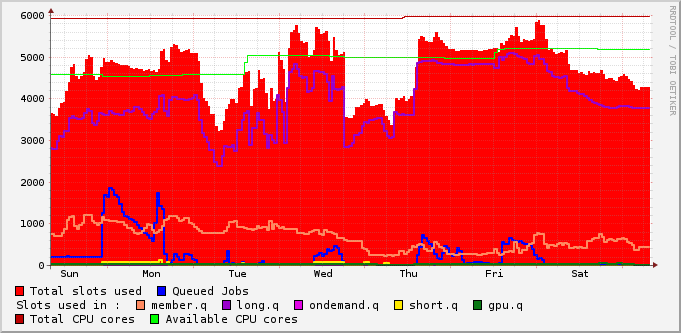 RRDTOOL / TOBI OETIKER
6000
5000
4000
3000
2000
1000
0
Sun Mon Tue Wed Thu Fri Sat
Total slots used Queued Jobs
Slots used in : member.q long.q ondemand.q short.q gpu.q
Total CPU cores Available CPU cores